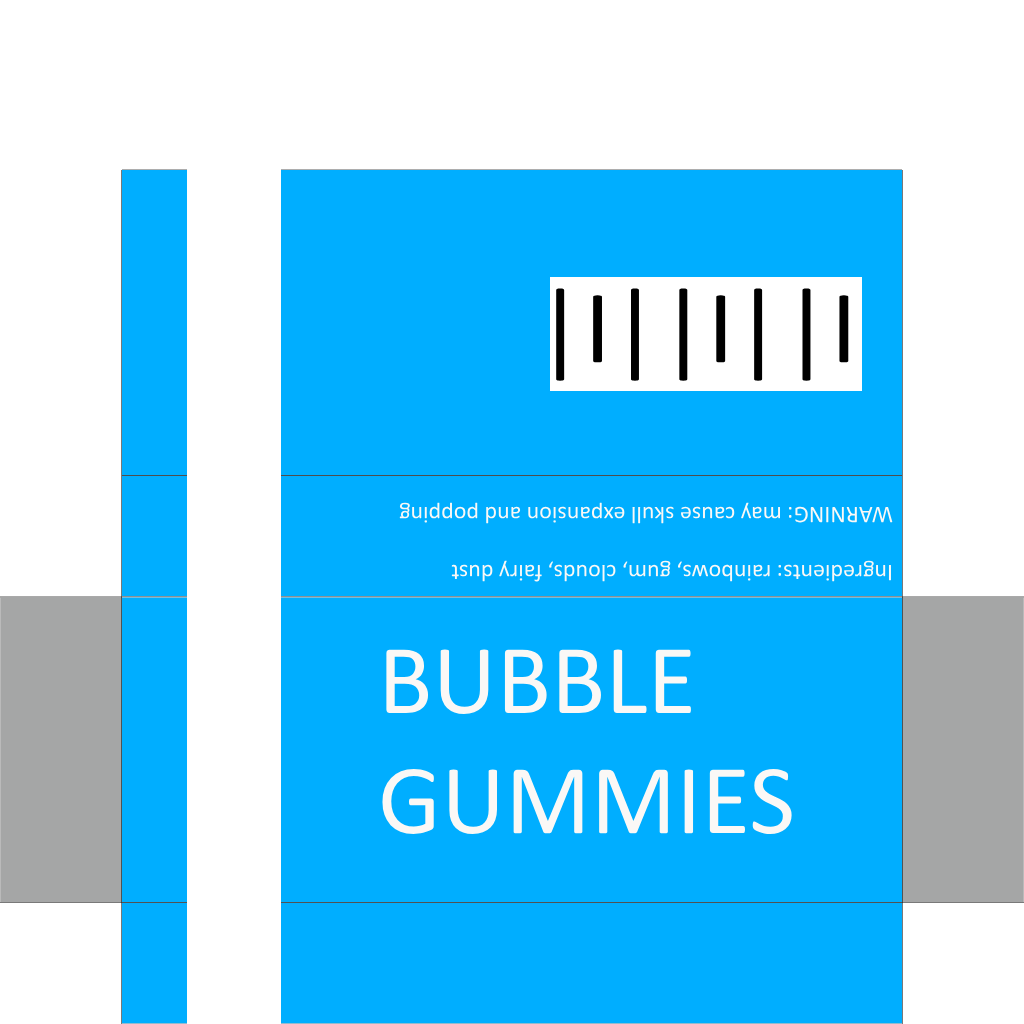 WARNING: may cause skull expansion and popping
Ingredients: rainbows, gum, clouds, fairy dust
BUBBLE
GUMMIES